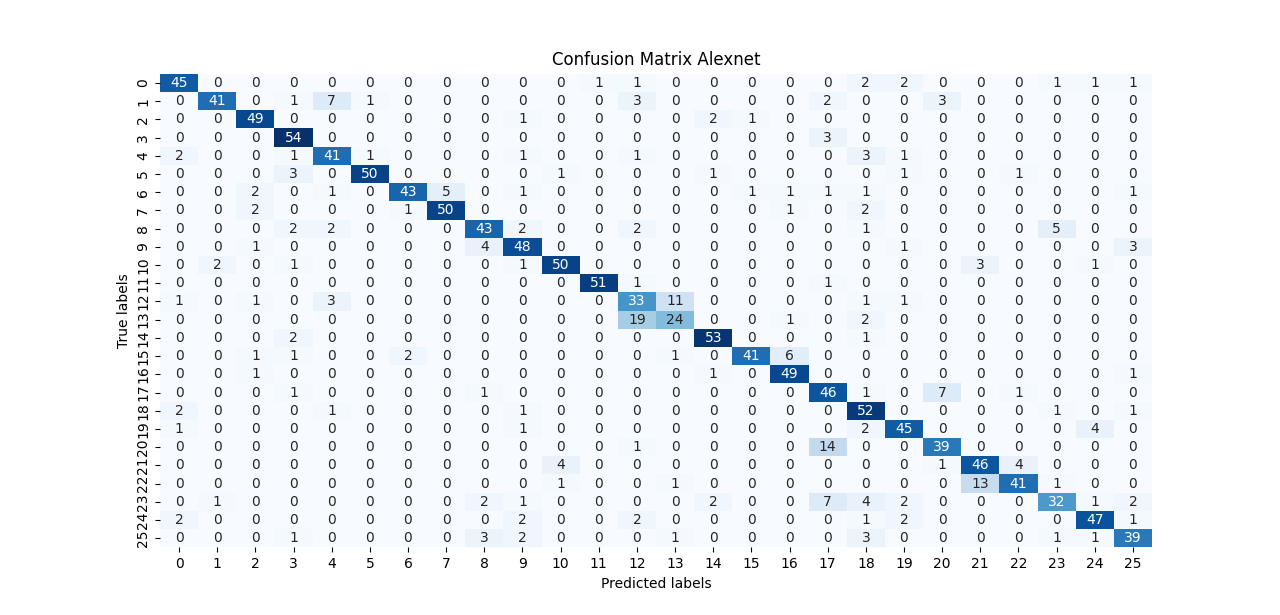 Confusion Matrix Alexnet
True labels
0 45 0 0 0 0 0 0 0 0 0 0 1 1 0 0 0 0 0 2 2 0 0 0 1 1 1
1 0 41 0 1 7 1 0 0 0 0 0 0 3 0 0 0 0 2 0 0 3 0 0 0 0 0
2 0 0 49 0 0 0 0 0 0 1 0 0 0 0 2 1 0 0 0 0 0 0 0 0 0 0
3 0 0 0 54 0 0 0 0 0 0 0 0 0 0 0 0 0 3 0 0 0 0 0 0 0 0
4 2 0 0 1 41 1 0 0 0 1 0 0 1 0 0 0 0 0 3 1 0 0 0 0 0 0
5 0 0 0 3 0 50 0 0 0 0 1 0 0 0 1 0 0 0 0 1 0 0 1 0 0 0
6 0 0 2 0 1 0 43 5 0 1 0 0 0 0 0 1 1 1 1 0 0 0 0 0 0 1
7 0 0 2 0 0 0 1 50 0 0 0 0 0 0 0 0 1 0 2 0 0 0 0 0 0 0
8 0 0 0 2 2 0 0 0 43 2 0 0 2 0 0 0 0 0 1 0 0 0 0 5 0 0
9 0 0 1 0 0 0 0 0 4 48 0 0 0 0 0 0 0 0 0 1 0 0 0 0 0 3
10 0 2 0 1 0 0 0 0 0 1 50 0 0 0 0 0 0 0 0 0 0 3 0 0 1 0
11 0 0 0 0 0 0 0 0 0 0 0 51 1 0 0 0 0 1 0 0 0 0 0 0 0 0
12 1 0 1 0 3 0 0 0 0 0 0 0 33 11 0 0 0 0 1 1 0 0 0 0 0 0
13 0 0 0 0 0 0 0 0 0 0 0 0 19 24 0 0 1 0 2 0 0 0 0 0 0 0
14 0 0 0 2 0 0 0 0 0 0 0 0 0 0 53 0 0 0 1 0 0 0 0 0 0 0
15 0 0 1 1 0 0 2 0 0 0 0 0 0 1 0 41 6 0 0 0 0 0 0 0 0 0
16 0 0 1 0 0 0 0 0 0 0 0 0 0 0 1 0 49 0 0 0 0 0 0 0 0 1
17 0 0 0 1 0 0 0 0 1 0 0 0 0 0 0 0 0 46 1 0 7 0 1 0 0 0
18 2 0 0 0 1 0 0 0 0 1 0 0 0 0 0 0 0 0 52 0 0 0 0 1 0 1
19 1 0 0 0 0 0 0 0 0 1 0 0 0 0 0 0 0 0 2 45 0 0 0 0 4 0
20 0 0 0 0 0 0 0 0 0 0 0 0 1 0 0 0 0 14 0 0 39 0 0 0 0 0
21 0 0 0 0 0 0 0 0 0 0 4 0 0 0 0 0 0 0 0 0 1 46 4 0 0 0
22 0 0 0 0 0 0 0 0 0 0 1 0 0 1 0 0 0 0 0 0 0 13 41 1 0 0
23 0 1 0 0 0 0 0 0 2 1 0 0 0 0 2 0 0 7 4 2 0 0 0 32 1 2
24 2 0 0 0 0 0 0 0 0 2 0 0 2 0 0 0 0 0 1 2 0 0 0 0 47 1
25 0 0 0 1 0 0 0 0 3 2 0 0 0 1 0 0 0 0 3 0 0 0 0 1 1 39
0 1 2 3 4 5 6 7 8 9 10 11 12 13 14 15 16 17 18 19 20 21 22 23 24 25
Predicted labels